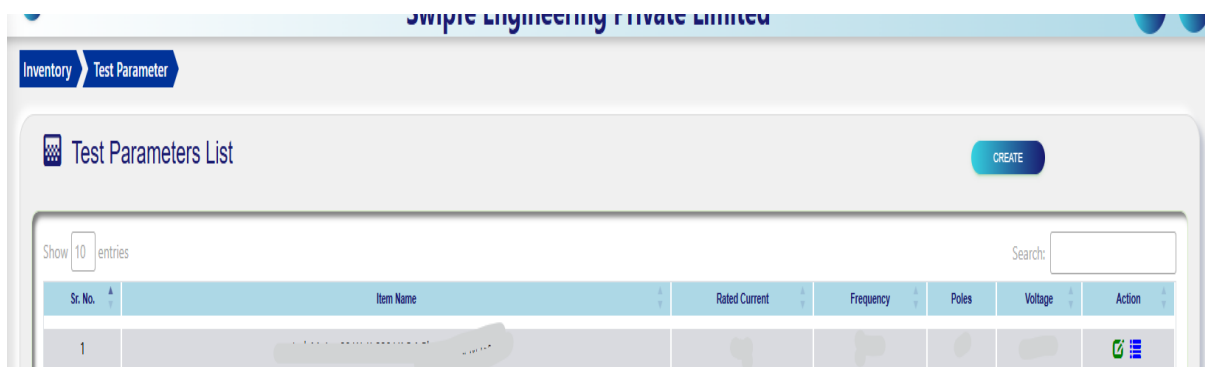 Swiple Engineering Private Limited
Inventory Test Parameter
Test Parameters List
CREATE
Show 10 entries
Search:
Sr. No. Item Name Rated Current Frequency Poles Voltage Action
1